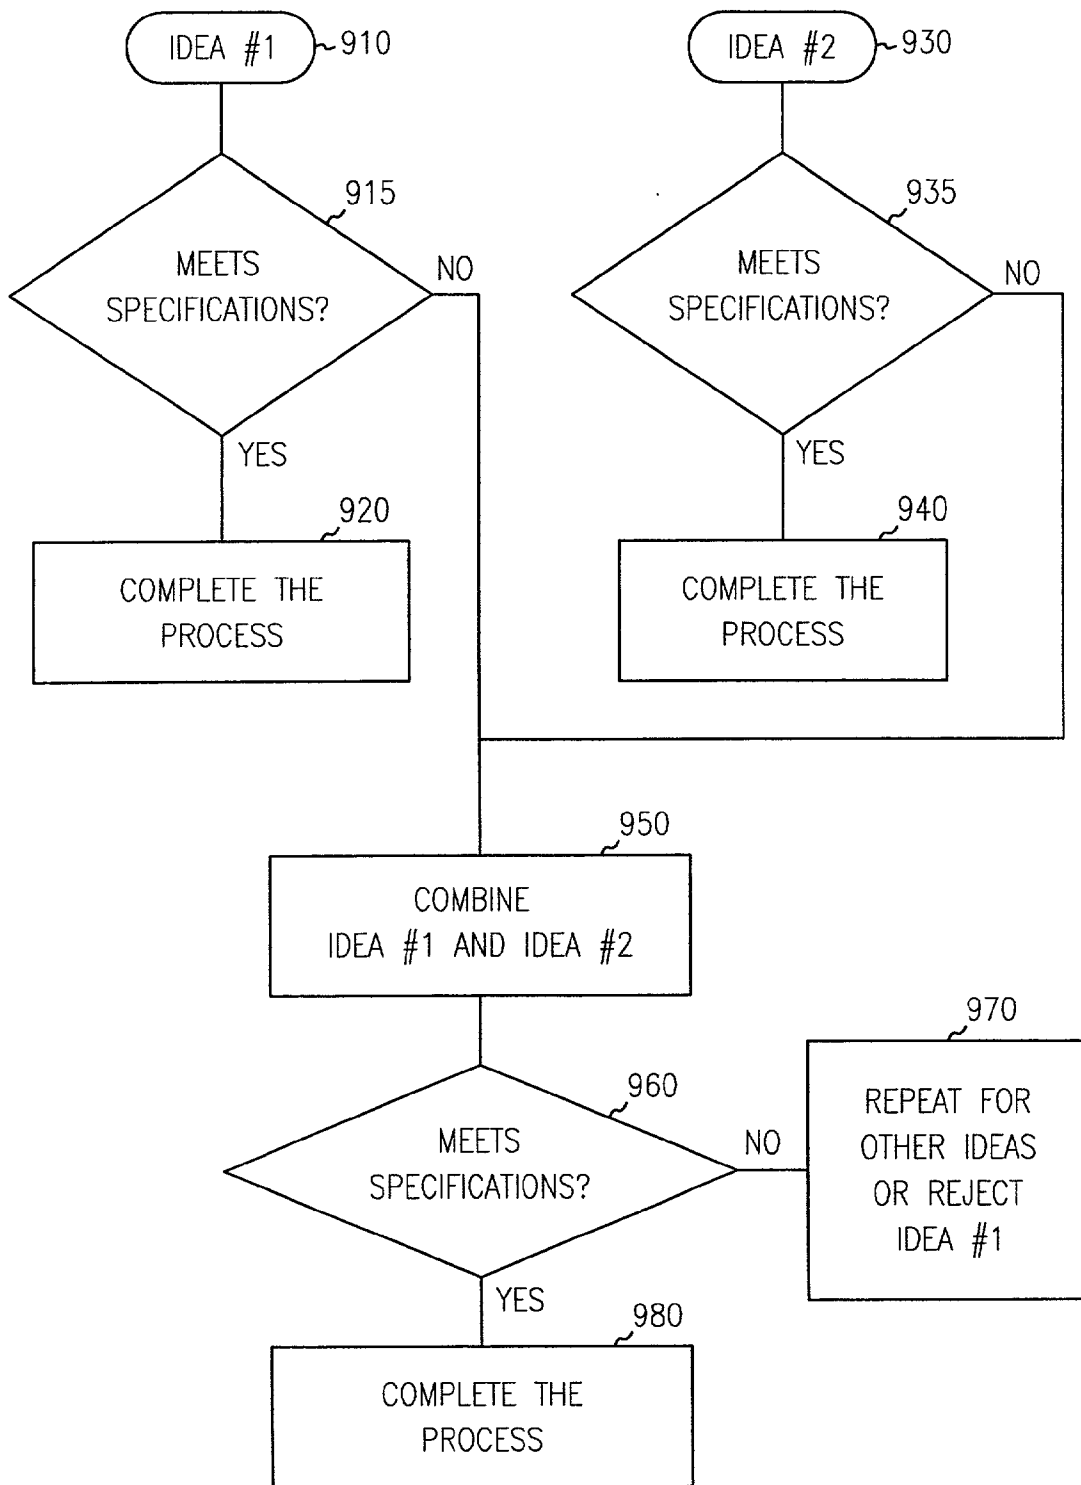 IDEA #1
910
IDEA #2
930
915
MEETS
SPECIFICATIONS?
NO
935
MEETS
SPECIFICATIONS?
NO
YES
YES
920
COMPLETE THE
PROCESS
940
COMPLETE THE
PROCESS
950
COMBINE
IDEA #1 AND IDEA #2
960
MEETS
SPECIFICATIONS?
NO
970
REPEAT FOR
OTHER IDEAS
OR REJECT
IDEA #1
YES
980
COMPLETE THE
PROCESS